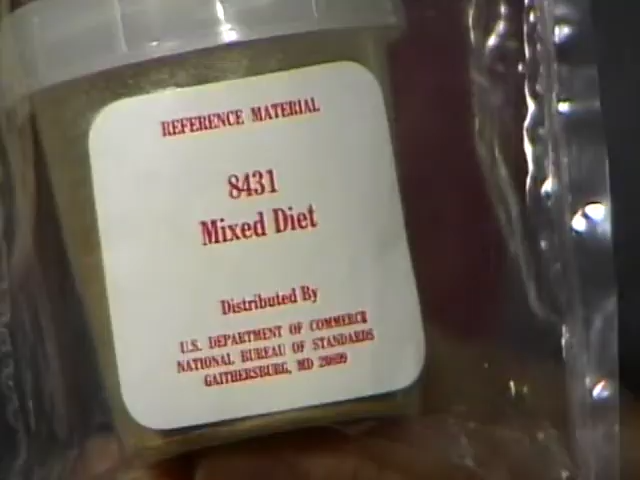 REFERENCE MATERIAL
8431
Mixed Diet
Distributed By
U.S. DEPARTMENT OF COMMERCE
NATIONAL BUREAU OF STANDARDS
GAITHERSBURG, MD 20899